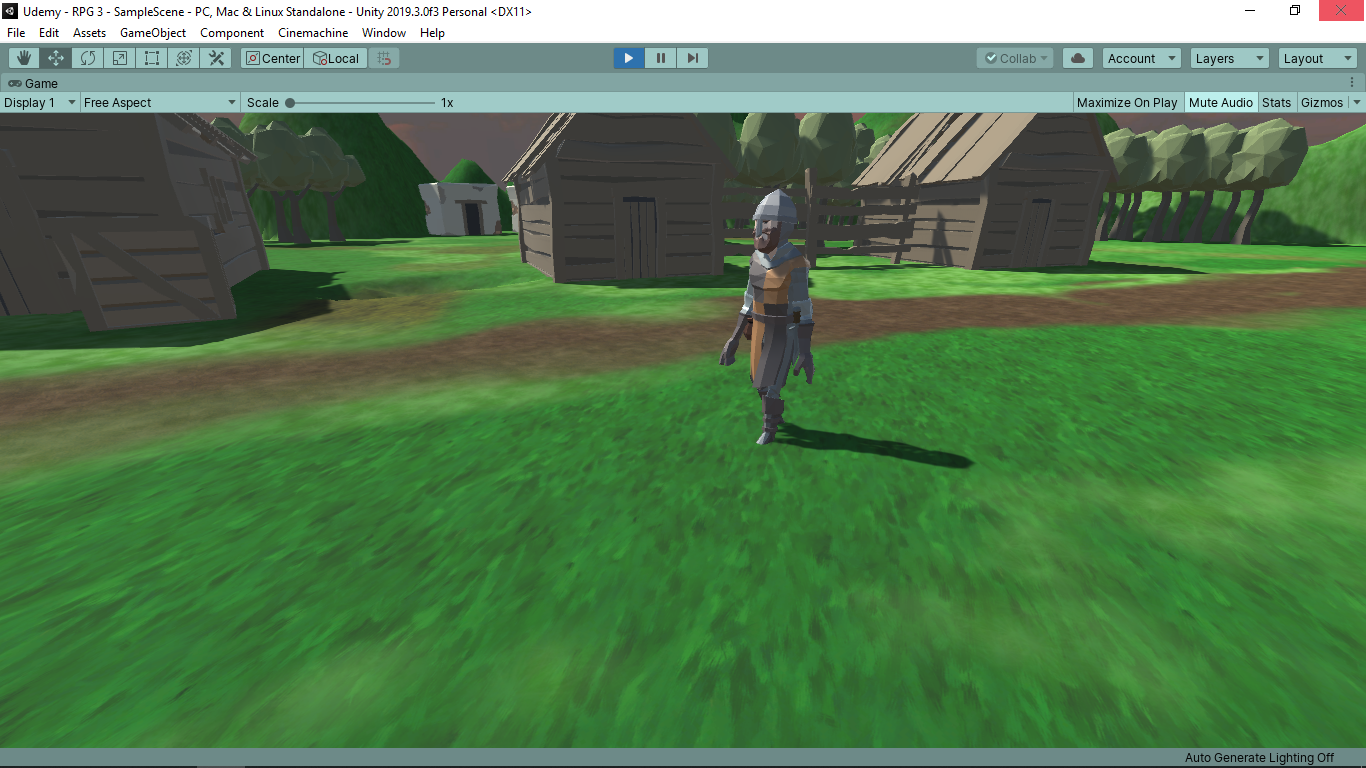 Udemy - RPG 3 - SampleScene - PC, Mac & Linux Standalone - Unity 2019.3.0f3 Personal <DX11>
File Edit Assets GameObject Component Cinemachine Window Help
Center Local Collab Account Layers Layout
Game
Display 1 Free Aspect Scale 1x Maximize On Play Mute Audio Stats Gizmos
Auto Generate Lighting Off